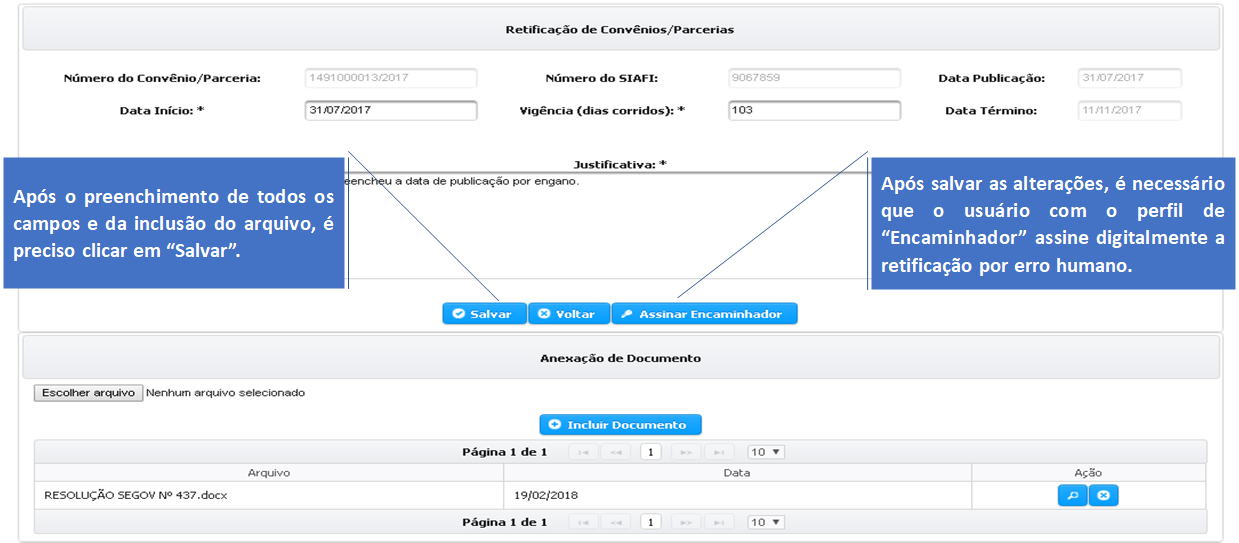 Retificação de Convênios/Parcerias
Número do Convênio/Parceria: 1491000013/2017 Número do SIAFI: 9067859 Data Publicação: 31/07/2017
Data Início: * 31/07/2017 Vigência (dias corridos): * 103 Data Término: 11/11/2017
Justificativa: *
encheu a data de publicação por engano.
Após o preenchimento de todos os
campos e da inclusão do arquivo, é
preciso clicar em “Salvar”.
Após salvar as alterações, é necessário
que o usuário com o perfil de
“Encaminhador” assine digitalmente a
retificação por erro humano.
Salvar Voltar Assinar Encaminhador
Anexação de Documento
Escolher arquivo Nenhum arquivo selecionado
Incluir Documento
Página 1 de 1 1 10
Arquivo Data Ação
RESOLUÇÃO SEGOV Nº 437.docx 19/02/2018
Página 1 de 1 1 10